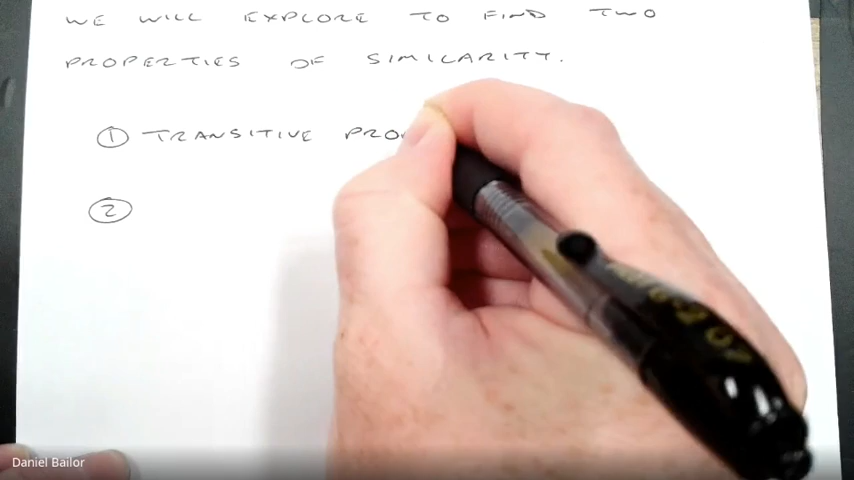 WE WILL EXPLORE TO FIND TWO
PROPERTIES OF SIMILARITY.
① TRANSITIVE PRO
②
Daniel Bailor